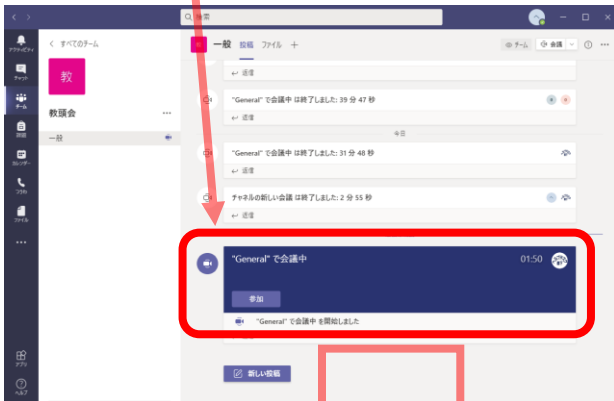 検索
アクティビティ
チャット
チーム
課題
カレンダー
通話
ファイル
アプリ
ヘルプ
すべてのチーム
教
教頭会
一般
一般 投稿 ファイル
チーム 会議
返信
"General" で会議中 は終了しました: 39 分 47 秒
返信
今日
"General" で会議中 は終了しました: 31 分 48 秒
返信
チャネルの新しい会議 は終了しました: 2 分 55 秒
返信
"General" で会議中 01:50
参加
"General" で会議中 を開始しました
新しい投稿